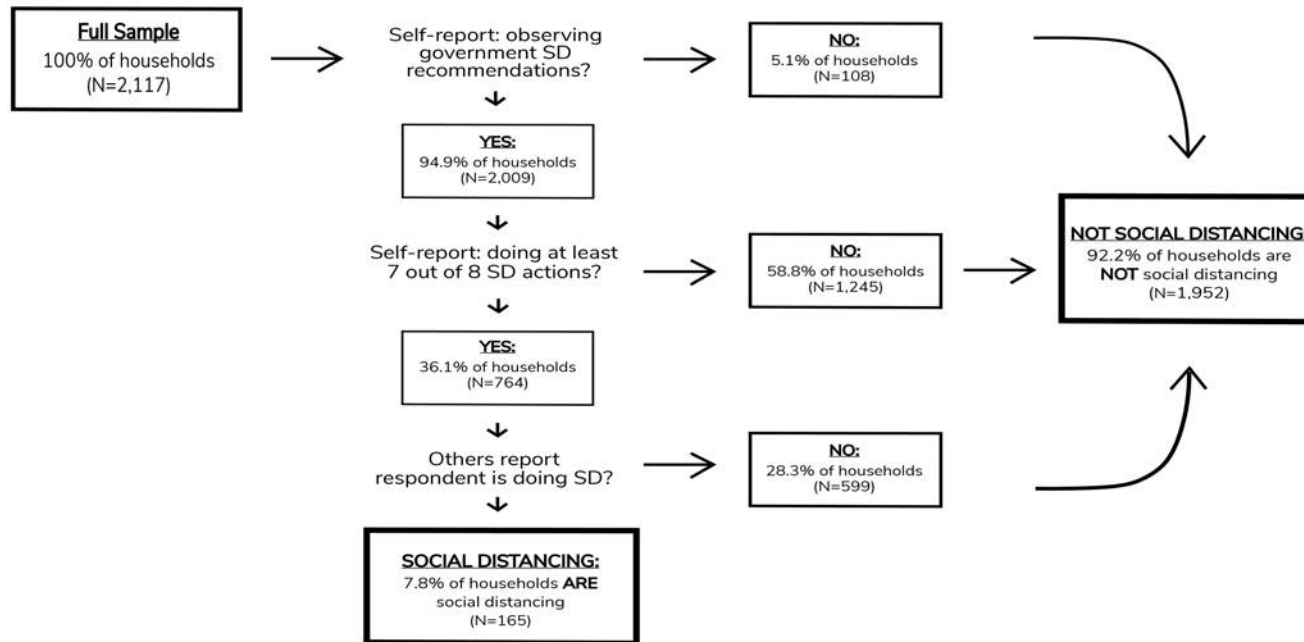 Full Sample
100% of households
(N=2,117)
Self-report: observing
government SD
recommendations?
NO:
5.1% of households
(N=108)
YES:
94.9% of households
(N=2,009)
Self-report: doing at least
7 out of 8 SD actions?
NO:
58.8% of households
(N=1,245)
NOT SOCIAL DISTANCING:
92.2% of households are
NOT social distancing
(N=1,952)
YES:
36.1% of households
(N=764)
Others report
respondent is doing SD?
NO:
28.3% of households
(N=599)
SOCIAL DISTANCING:
7.8% of households ARE
social distancing
(N=165)